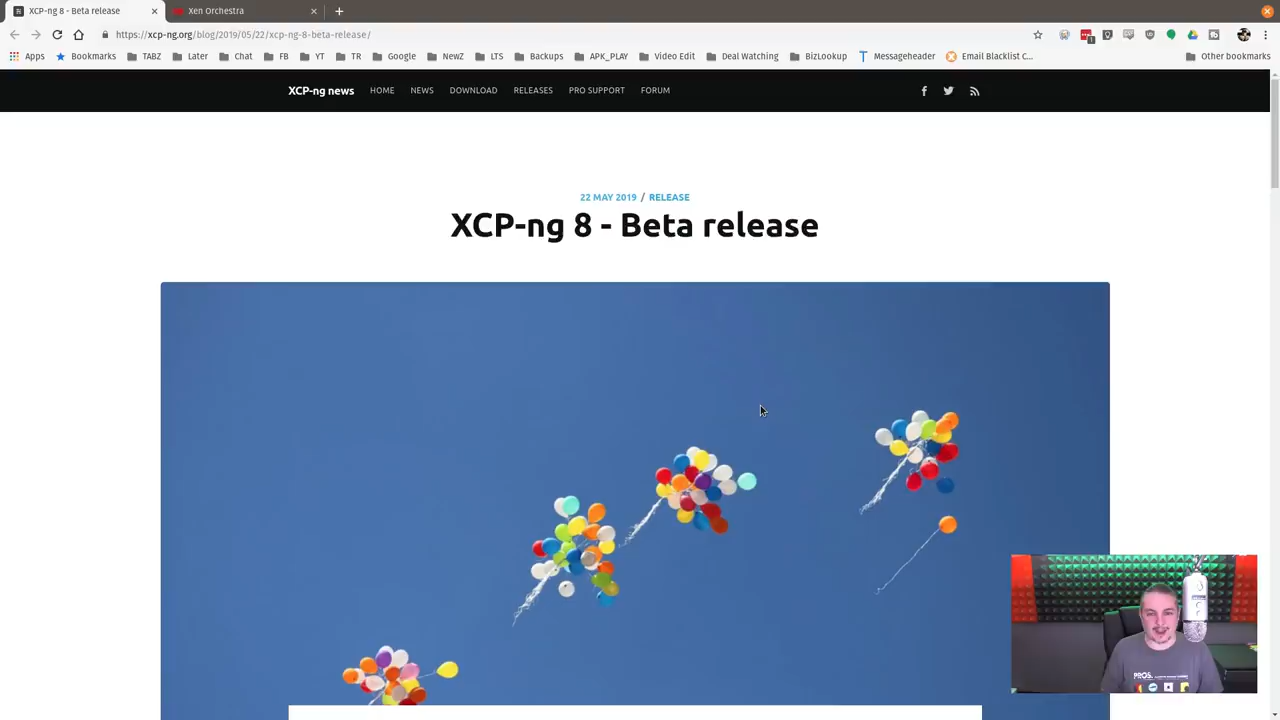 XCP-ng 8 - Beta release
Xen Orchestra
https://xcp-ng.org/blog/2019/05/22/xcp-ng-8-beta-release/
Apps Bookmarks TABZ Later Chat FB YT TR Google NewZ LTS Backups APK_PLAY Video Edit Deal Watching BizLookup Messageheader Email Blacklist C... Other bookmarks
XCP-ng news HOME NEWS DOWNLOAD RELEASES PRO SUPPORT FORUM
22 MAY 2019 / RELEASE
XCP-ng 8 - Beta release
PROS.